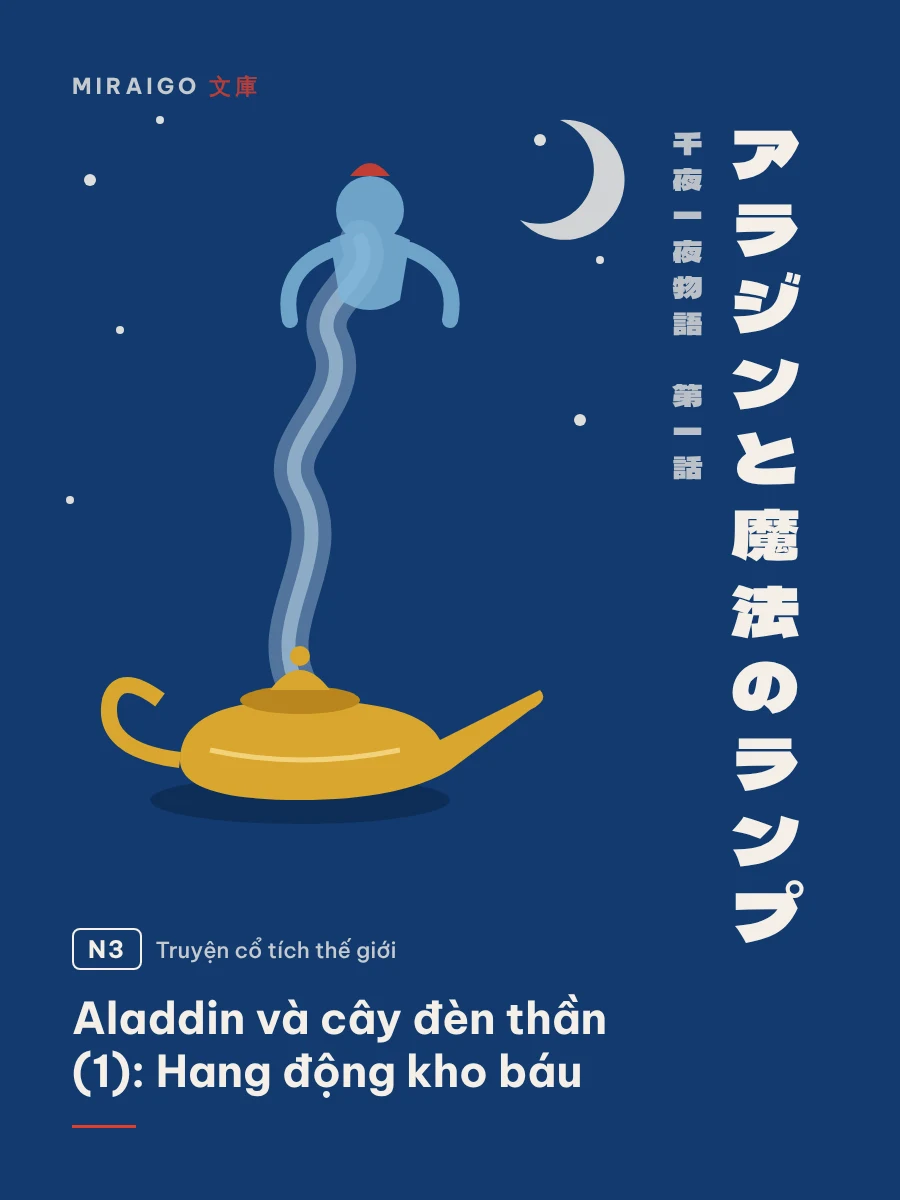 MIRAIGO 文庫
アラジンと魔法のランプ
千夜一夜物語 第一話
N3 Truyện cổ tích thế giới
Aladdin và cây đèn thần
(1): Hang động kho báu